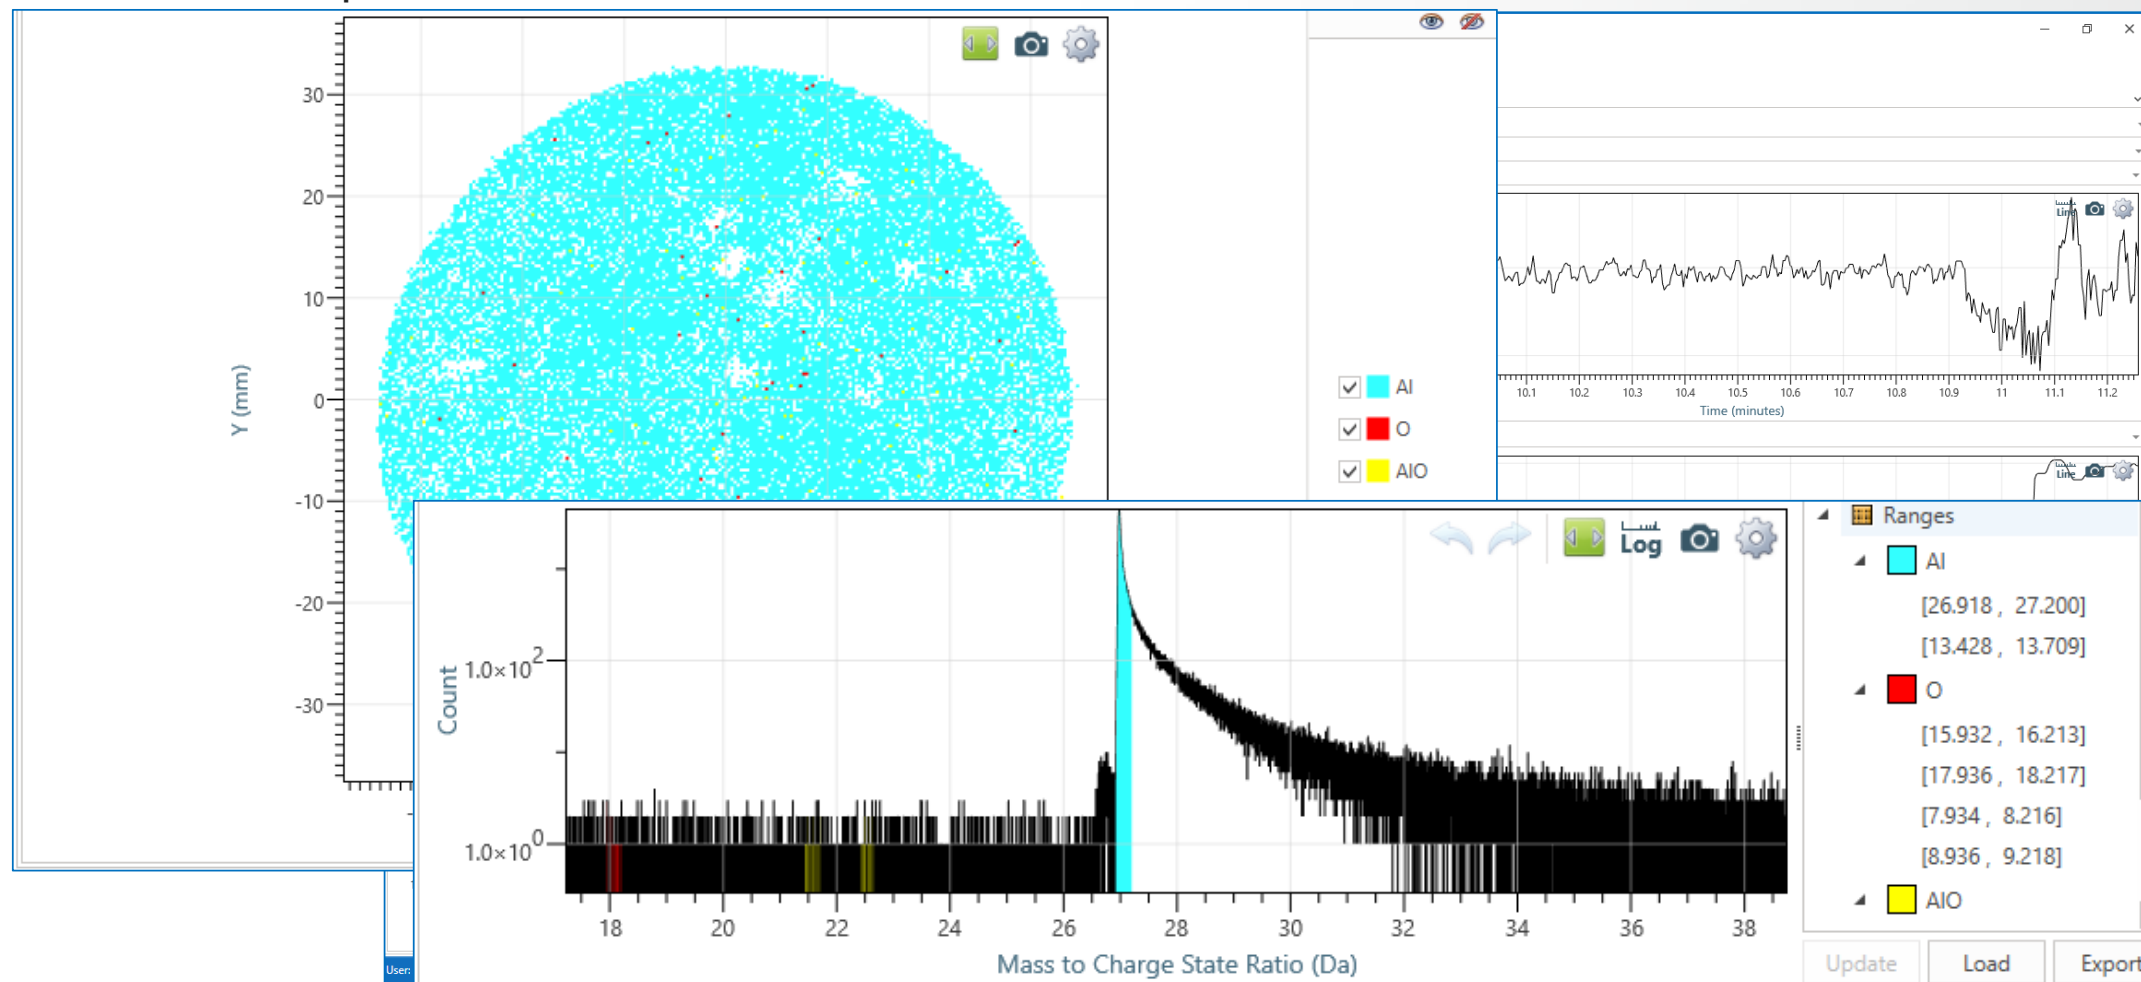 30
20
10
0
-10
-20
-30
Y (mm)
Al
O
AlO
Line
10.1 10.2 10.3 10.4 10.5 10.6 10.7 10.8 10.9 11 11.1 11.2
Time (minutes)
Line
Log
Count
1.0×10²
1.0×10⁰
18 20 22 24 26 28 30 32 34 36 38
Mass to Charge State Ratio (Da)
Ranges
Al
[26.918 , 27.200]
[13.428 , 13.709]
O
[15.932 , 16.213]
[17.936 , 18.217]
[7.934 , 8.216]
[8.936 , 9.218]
AlO
Update Load Export
User: